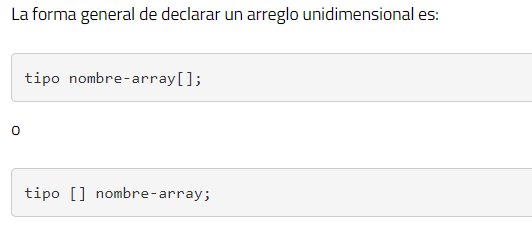 La forma general de declarar un arreglo unidimensional es:
tipo nombre-array[];
o
tipo [] nombre-array;